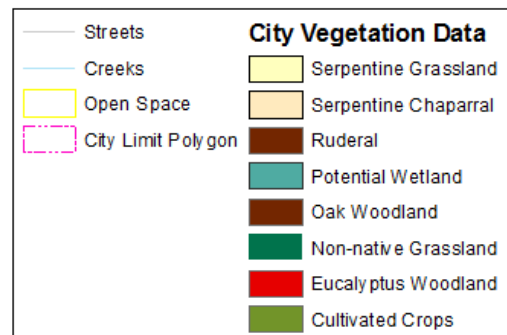 Streets
Creeks
Open Space
City Limit Polygon
City Vegetation Data
Serpentine Grassland
Serpentine Chaparral
Ruderal
Potential Wetland
Oak Woodland
Non-native Grassland
Eucalyptus Woodland
Cultivated Crops